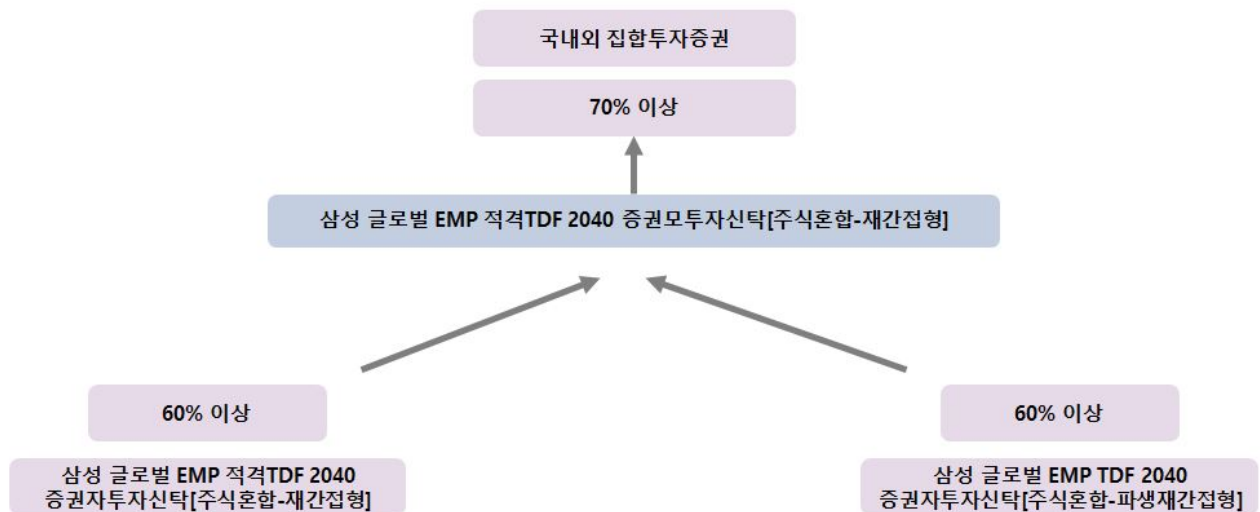 국내외 집합투자증권
70% 이상
삼성 글로벌 EMP 적격TDF 2040 증권모투자신탁[주식혼합-재간접형]
60% 이상
60% 이상
삼성 글로벌 EMP 적격TDF 2040
증권자투자신탁[주식혼합-재간접형]
삼성 글로벌 EMP TDF 2040
증권자투자신탁[주식혼합-파생재간접형]